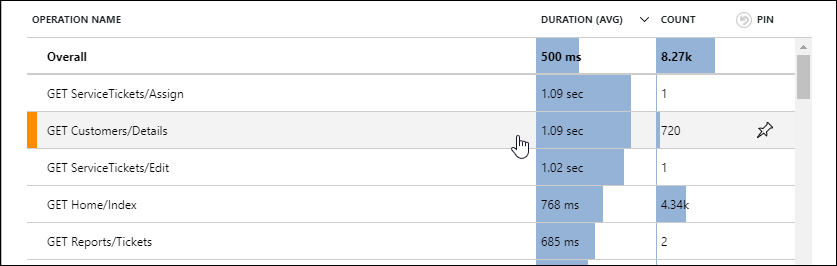 OPERATION NAME DURATION (AVG) COUNT PIN
Overall 500 ms 8.27k
GET ServiceTickets/Assign 1.09 sec 1
GET Customers/Details 1.09 sec 720
GET ServiceTickets/Edit 1.02 sec 1
GET Home/Index 768 ms 4.34k
GET Reports/Tickets 685 ms 2